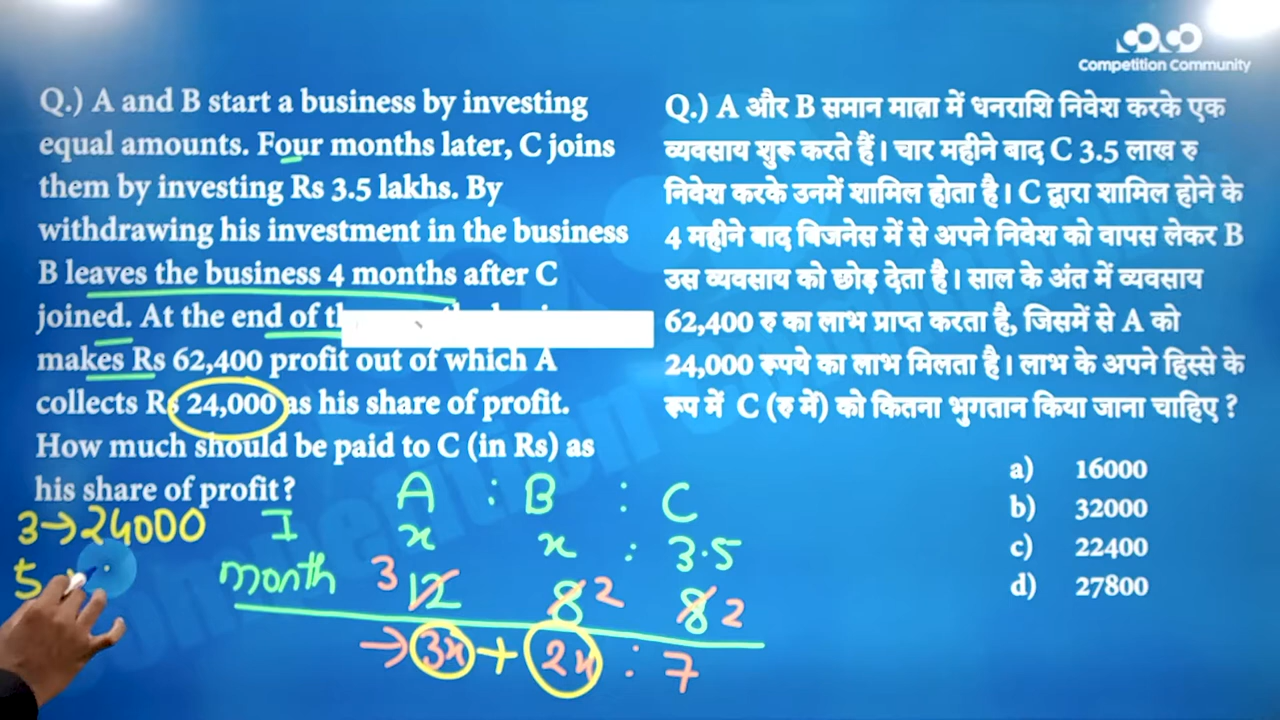 Competition Community
Q.) A and B start a business by investing
equal amounts. Four months later, C joins
them by investing Rs 3.5 lakhs. By
withdrawing his investment in the business
B leaves the business 4 months after C
joined. At the end of
makes Rs 62,400 profit out of which A
collects Rs 24,000 as his share of profit.
How much should be paid to C (in Rs) as
his share of profit?
Q.) A और B समान मात्रा में धनराशि निवेश करके एक
व्यवसाय शुरू करते हैं। चार महीने बाद C 3.5 लाख रु
निवेश करके उनमें शामिल होता है। C द्वारा शामिल होने के
4 महीने बाद बिजनेस में से अपने निवेश को वापस लेकर B
उस व्यवसाय को छोड़ देता है। साल के अंत में व्यवसाय
62,400 रु का लाभ प्राप्त करता है, जिसमें से A को
24,000 रूपये का लाभ मिलता है। लाभ के अपने हिस्से के
रूप में C (रु में) को कितना भुगतान किया जाना चाहिए ?
a) 16000
b) 32000
c) 22400
d) 27800
A : B : C
3→24000 I x x : 3.5
5 month 3 12 8 2 8 2
→ 3x + 2x : 7